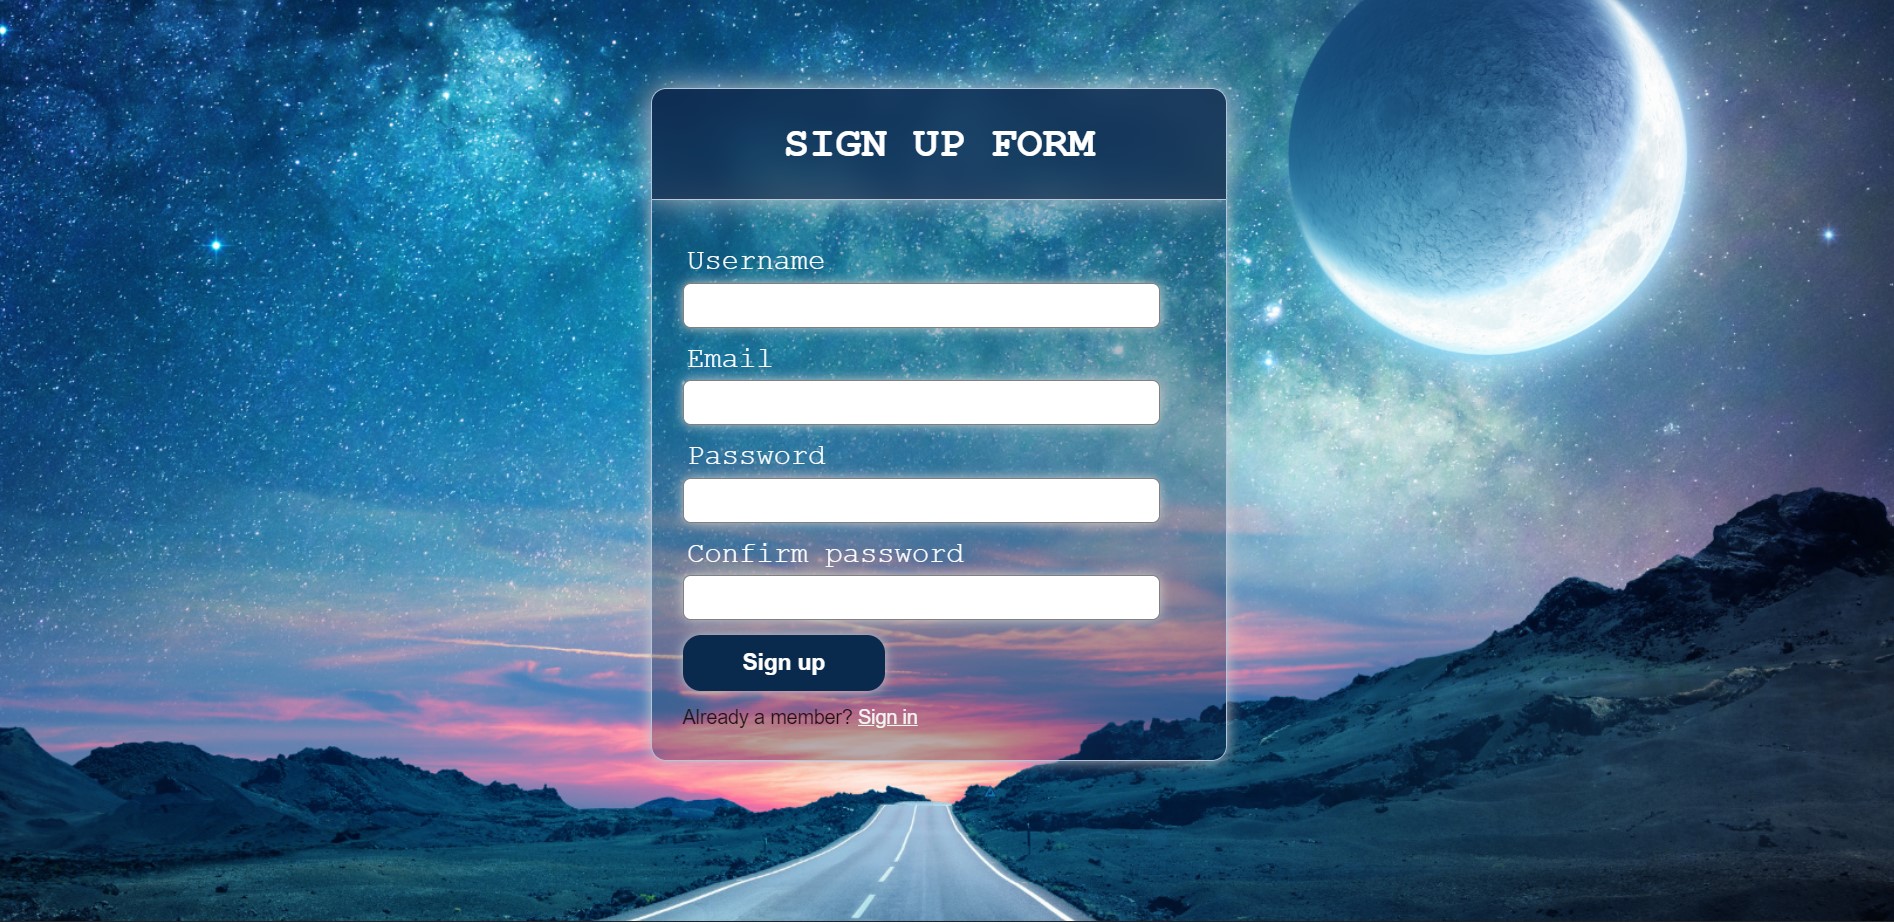 SIGN UP FORM
Username
Email
Password
Confirm password
Sign up
Already a member? Sign in